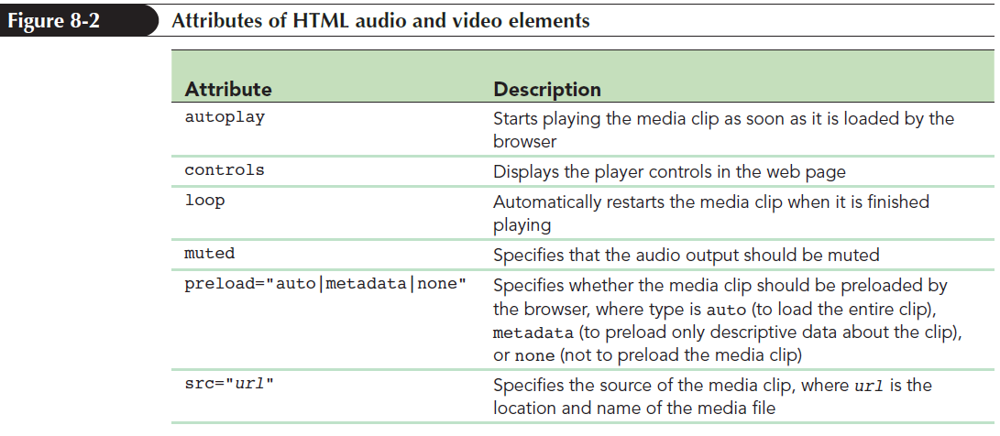 Figure 8-2
Attributes of HTML audio and video elements
Attribute
Description
autoplay
Starts playing the media clip as soon as it is loaded by the
browser
controls
Displays the player controls in the web page
loop
Automatically restarts the media clip when it is finished
playing
muted
Specifies that the audio output should be muted
preload="auto|metadata|none"
Specifies whether the media clip should be preloaded by
the browser, where type is auto (to load the entire clip),
metadata (to preload only descriptive data about the clip),
or none (not to preload the media clip)
src="url"
Specifies the source of the media clip, where url is the
location and name of the media file